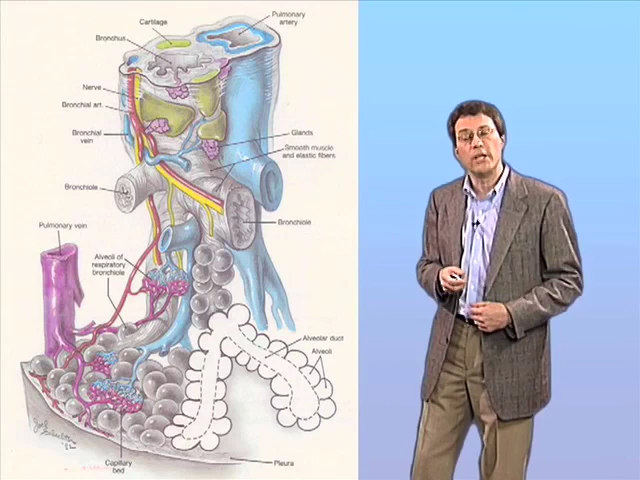 Cartilage
Pulmonary
artery
Bronchus
Nerve
Bronchial art.
Bronchial
vein
Glands
Smooth muscle
and elastic fibers
Bronchiole
Bronchiole
Pulmonary vein
Alveoli of
respiratory
bronchiole
Alveolar duct
Alveoli
Capillary
bed
Pleura